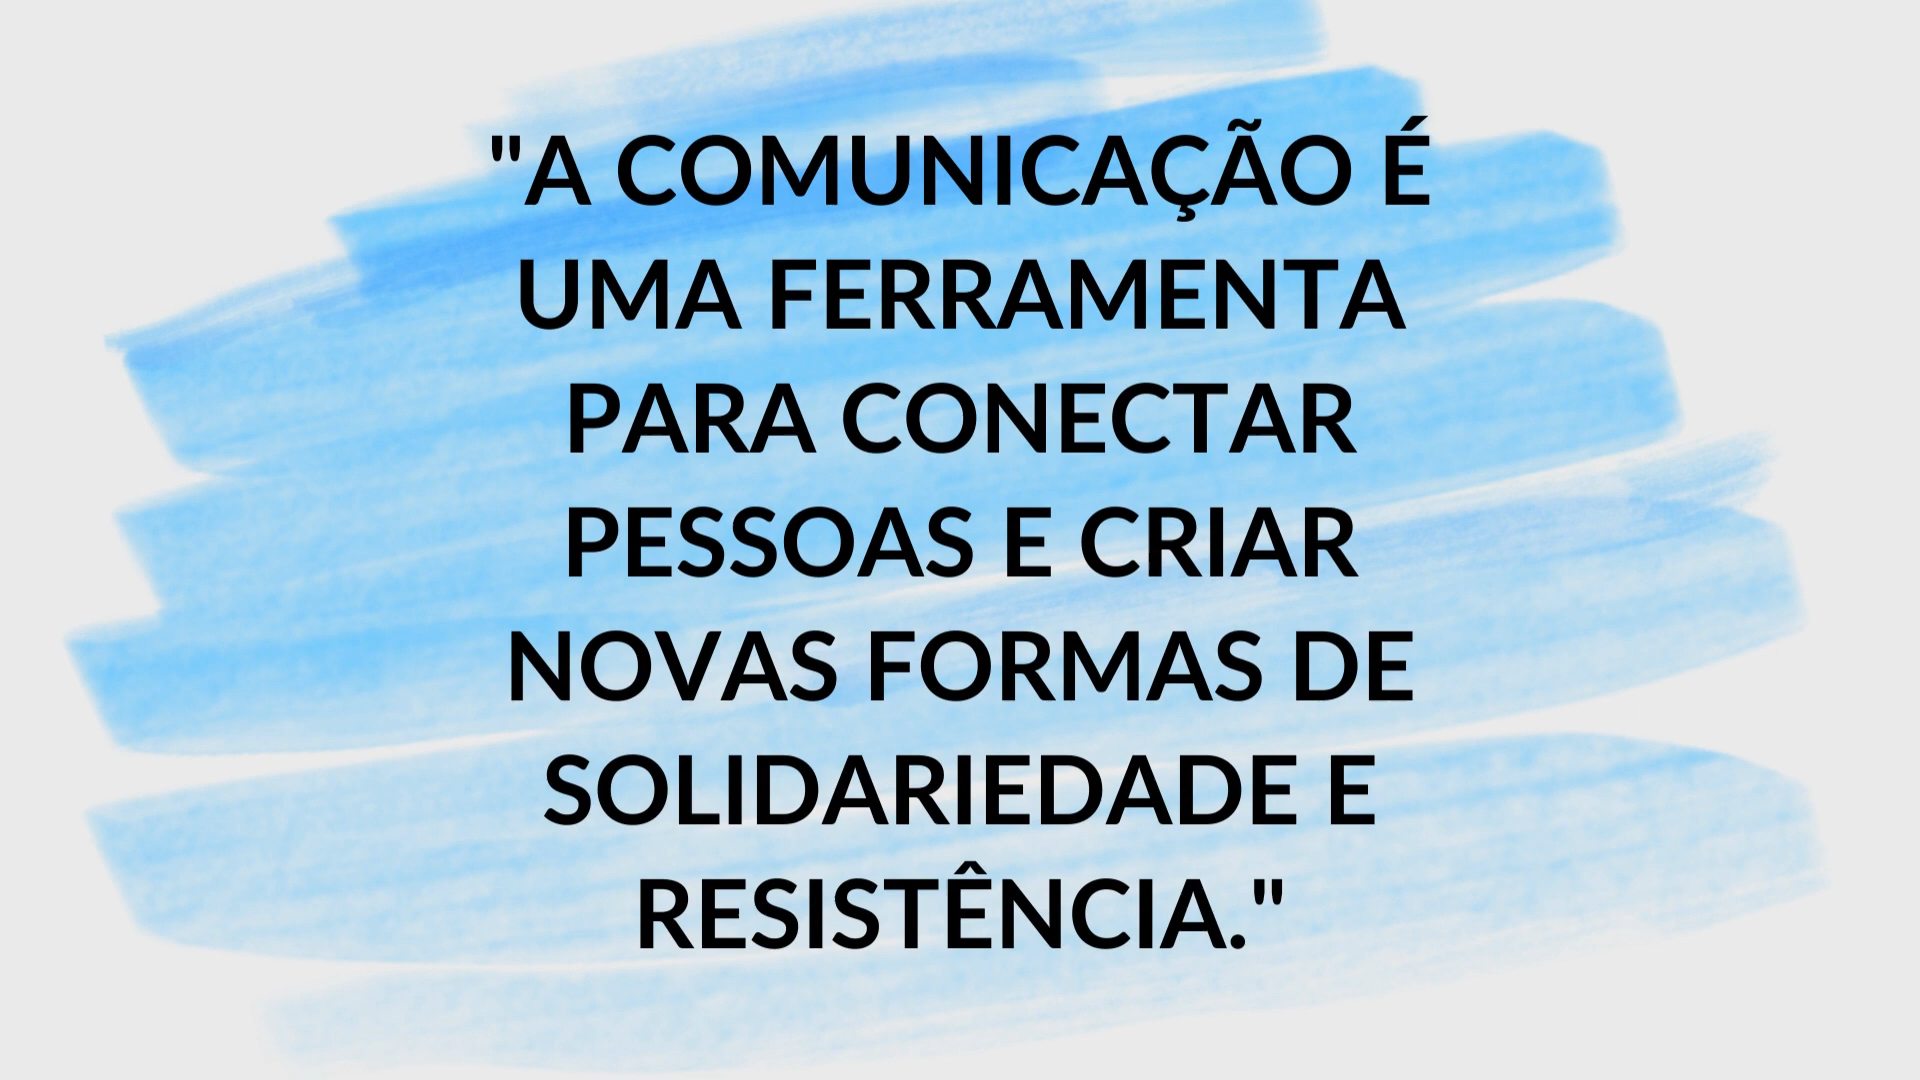 "A COMUNICAÇÃO É
UMA FERRAMENTA
PARA CONECTAR
PESSOAS E CRIAR
NOVAS FORMAS DE
SOLIDARIEDADE E
RESISTÊNCIA."